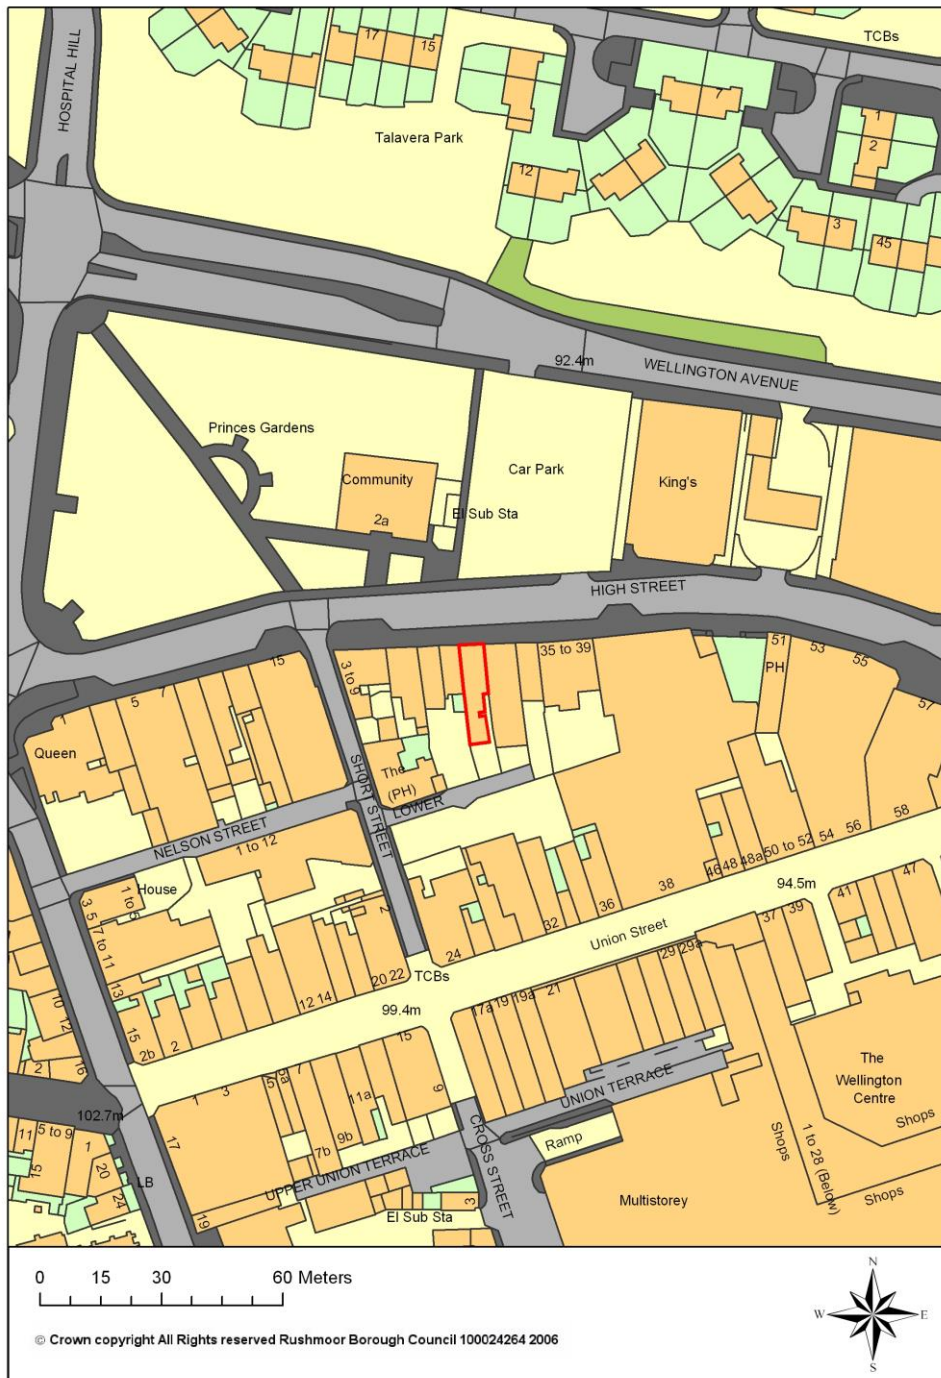 TCBs
HOSPITAL HILL
17
15
7
1
2
Talavera Park
12
3
45
92.4m
WELLINGTON AVENUE
Princes Gardens
Community
2a
El Sub Sta
Car Park
King's
HIGH STREET
15
7
5
1
3 to 9
35 to 39
51
PH
53
55
57
Queen
The
(PH)
SHORT STREET
LOWER
NELSON STREET
1 to 12
House
1 to 6
3
5
7 to 11
13
15
2b
2
12
14
20
22
2
24
TCBs
32
36
38
46
48
48a
50 to 52
54
56
58
94.5m
Union Street
99.4m
17a
19
19a
21
29
29a
37
39
41
47
10
12
16
2
102.7m
1
3
5
5a
7
7b
9b
11a
15
9
UNION TERRACE
The
Wellington
Centre
Shops
Shops
Shops
1 to 28 (Below)
CROSS STREET
Ramp
Multistorey
UPPER UNION TERRACE
El Sub Sta
3
17
19
11
5 to 9
1
15
20
24
LB
0 15 30 60 Meters
N
W E
S
© Crown copyright All Rights reserved Rushmoor Borough Council 100024264 2006